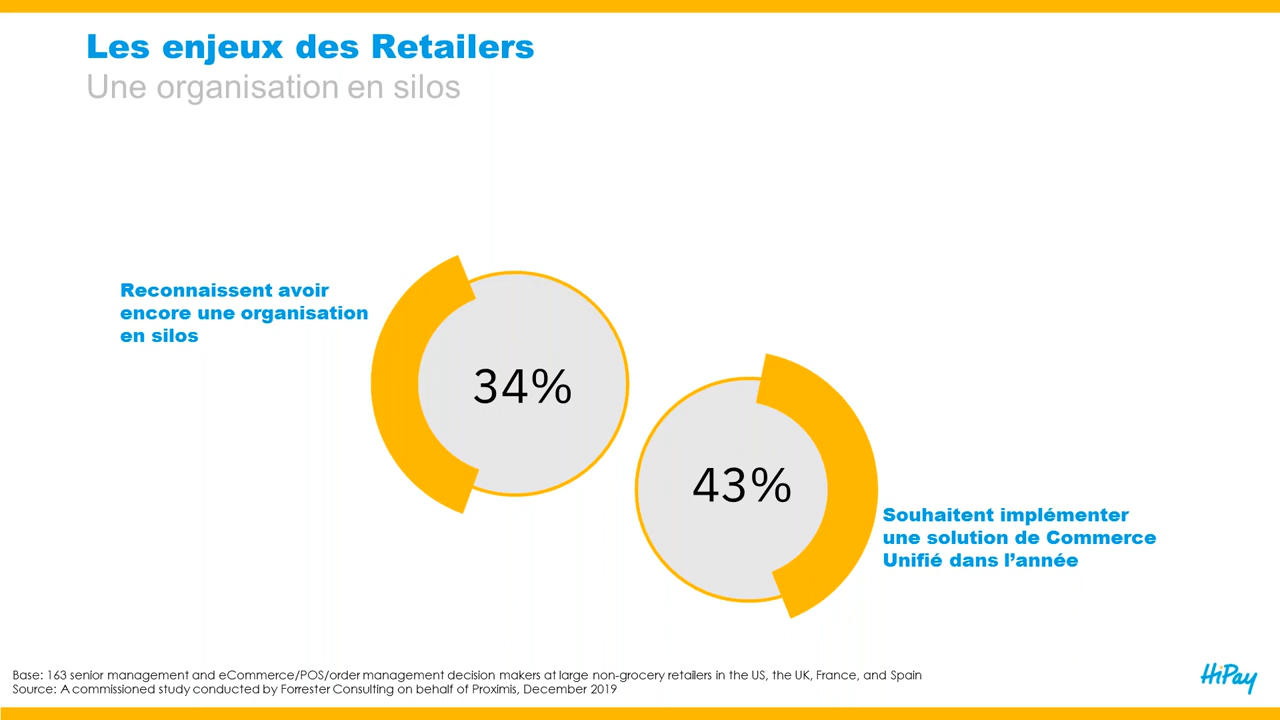 Les enjeux des Retailers
Une organisation en silos
Reconnaissent avoir
encore une organisation
en silos
34%
43%
Souhaitent implémenter
une solution de Commerce
Unifié dans l’année
Base: 163 senior management and eCommerce/POS/order management decision makers at large non-grocery retailers in the US, the UK, France, and Spain
Source: A commissioned study conducted by Forrester Consulting on behalf of Proximis, December 2019
HiPay